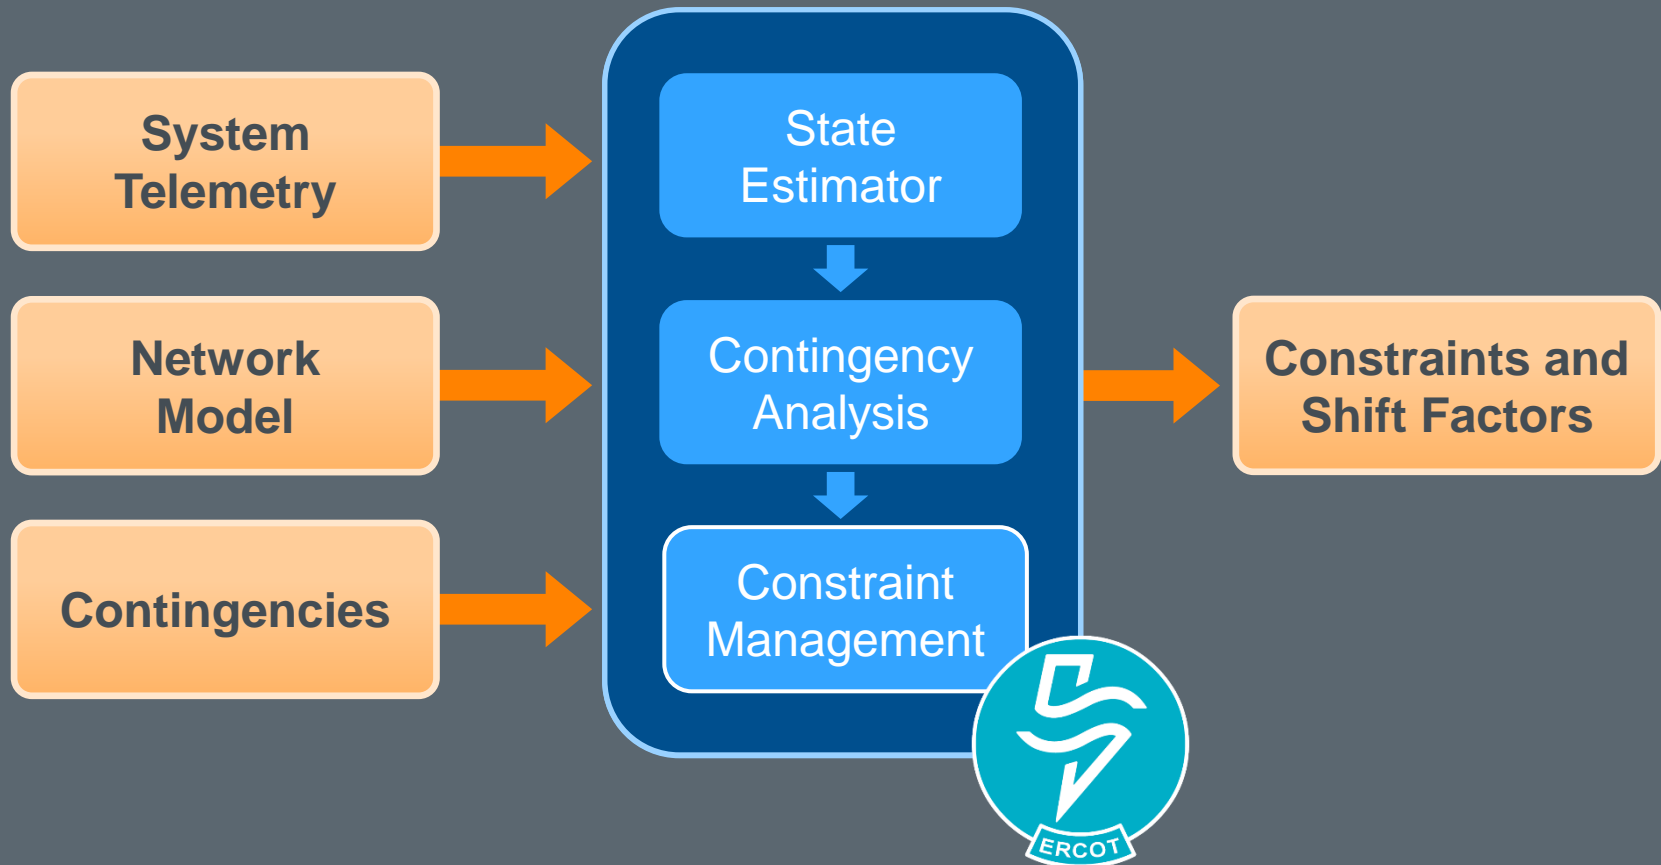 System
Telemetry
Network
Model
Contingencies
State
Estimator
Contingency
Analysis
Constraint
Management
Constraints and
Shift Factors
ERCOT